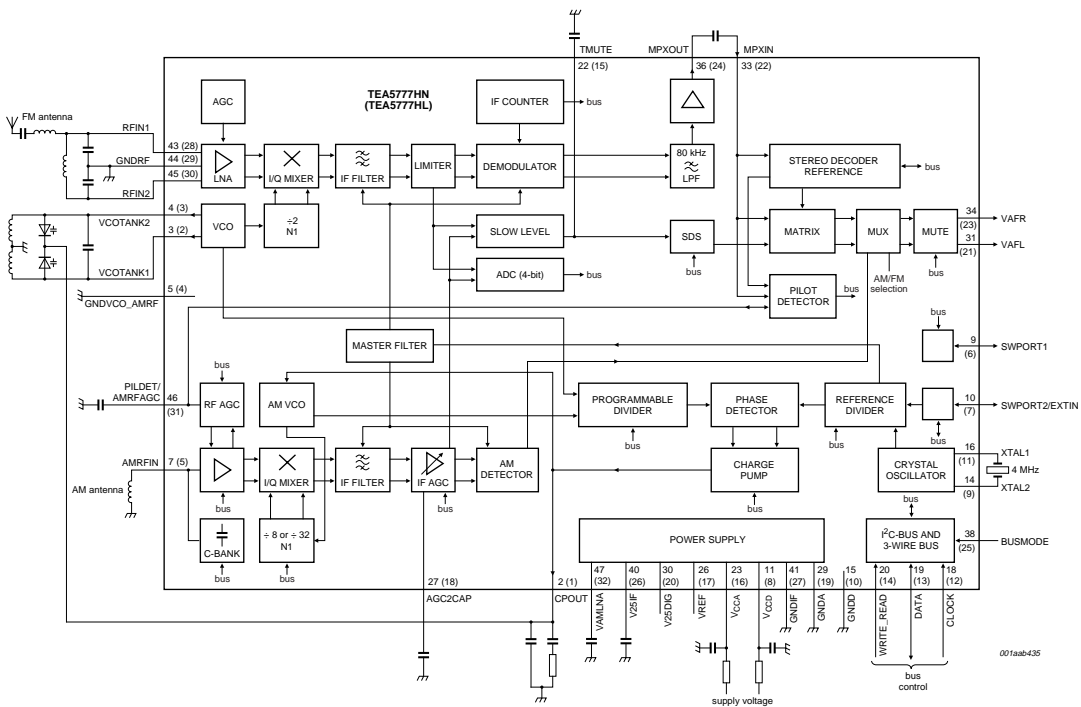 TMUTE
MPXOUT
MPXIN
22 (15)
36 (24)
33 (22)
TEA5777HN
(TEA5777HL)
FM antenna
RFIN1
43 (28)
GNDRF
44 (29)
45 (30)
RFIN2
AGC
LNA
I/Q MIXER
IF FILTER
LIMITER
IF COUNTER
bus
DEMODULATOR
80 kHz
LPF
STEREO DECODER
REFERENCE
bus
VCOTANK2
4 (3)
3 (2)
VCOTANK1
VCO
÷2
N1
SLOW LEVEL
ADC (4-bit)
bus
SDS
bus
MATRIX
MUX
AM/FM
selection
MUTE
bus
34
(23)
VAFR
31
(21)
VAFL
5 (4)
GNDVCO_AMRF
PILOT
DETECTOR
bus
MASTER FILTER
bus
9
(6)
SWPORT1
PILDET/
AMRFAGC
46
(31)
bus
RF AGC
AM VCO
PROGRAMMABLE
DIVIDER
bus
PHASE
DETECTOR
REFERENCE
DIVIDER
bus
bus
10
(7)
SWPORT2/EXTIN
AMRFIN
7 (5)
AM antenna
bus
I/Q MIXER
IF FILTER
IF AGC
bus
AM
DETECTOR
CHARGE
PUMP
bus
CRYSTAL
OSCILLATOR
16
(11)
XTAL1
4 MHz
14
(9)
XTAL2
C-BANK
bus
÷ 8 or ÷ 32
N1
bus
POWER SUPPLY
I²C-BUS AND
3-WIRE BUS
38
(25)
BUSMODE
27 (18)
AGC2CAP
2 (1)
CPOUT
47
(32)
VAMLNA
40
(26)
V25IF
30
(20)
V25DIG
26
(17)
VREF
23
(16)
VCCA
11
(8)
VCCD
41
(27)
GNDIF
29
(19)
GNDA
15
(10)
GNDD
20
(14)
WRITE_READ
19
(13)
DATA
18
(12)
CLOCK
supply voltage
bus
control
001aab435